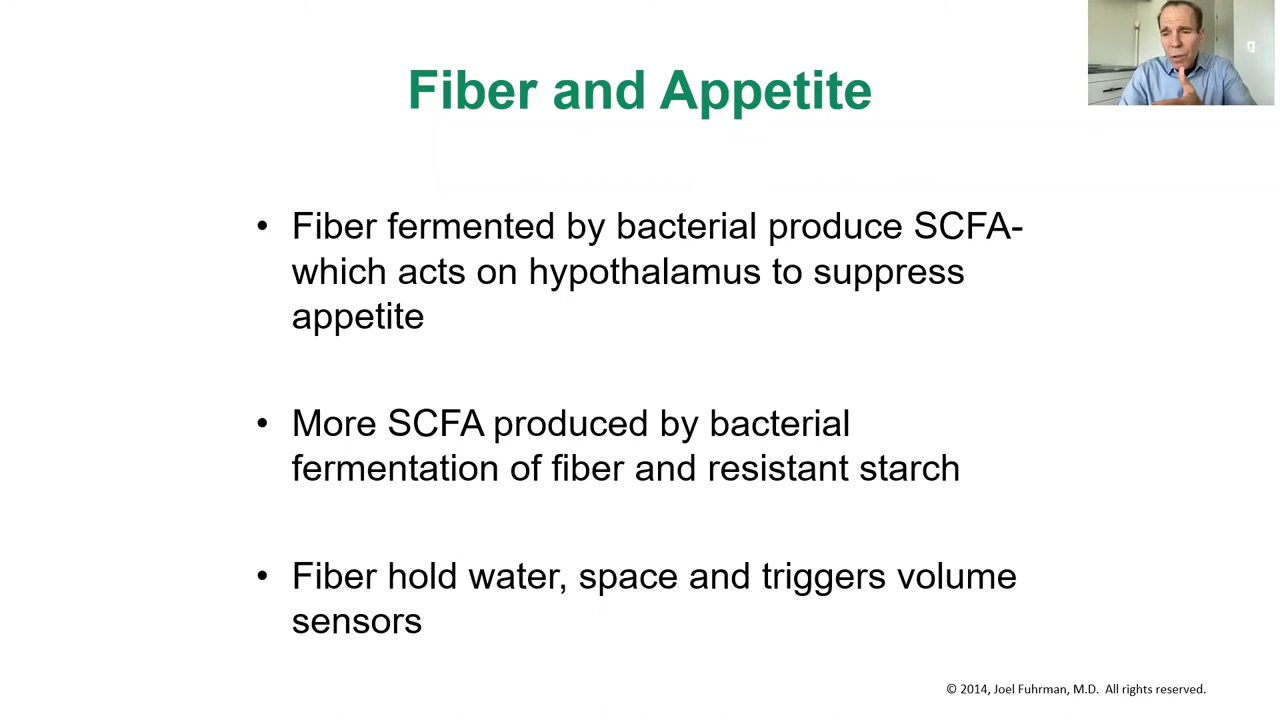 Fiber and Appetite
• Fiber fermented by bacterial produce SCFA-
which acts on hypothalamus to suppress
appetite
• More SCFA produced by bacterial
fermentation of fiber and resistant starch
• Fiber hold water, space and triggers volume
sensors
© 2014, Joel Fuhrman, M.D. All rights reserved.